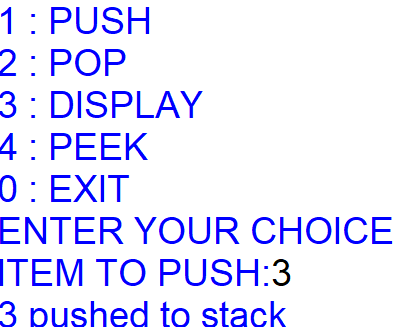 1 : PUSH
2 : POP
3 : DISPLAY
4 : PEEK
0 : EXIT
ENTER YOUR CHOICE
ITEM TO PUSH:3
3 pushed to stack